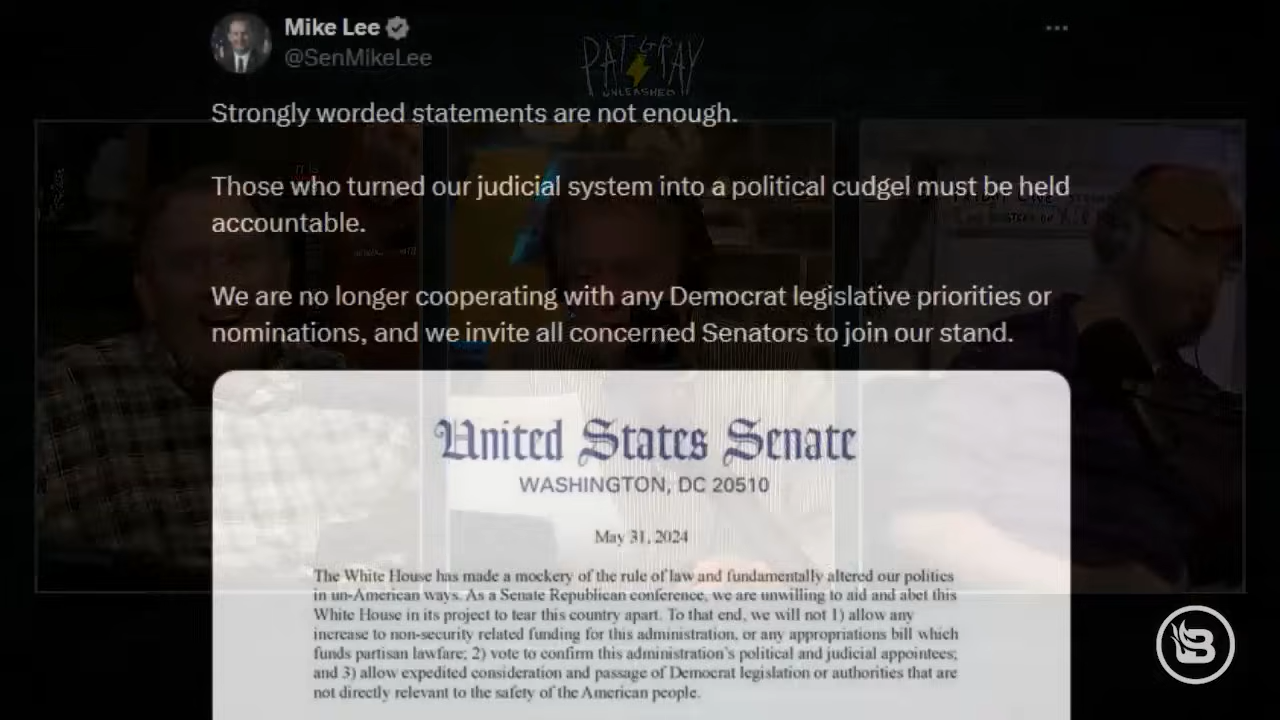 Mike Lee
@SenMikeLee
PAT GRAY
UNLEASHED
Strongly worded statements are not enough.
Those who turned our judicial system into a political cudgel must be held
accountable.
We are no longer cooperating with any Democrat legislative priorities or
nominations, and we invite all concerned Senators to join our stand.
United States Senate
WASHINGTON, DC 20510
May 31, 2024
The White House has made a mockery of the rule of law and fundamentally altered our politics
in un-American ways. As a Senate Republican conference, we are unwilling to aid and abet this
White House in its project to tear this country apart. To that end, we will not 1) allow any
increase to non-security related funding for this administration, or any appropriations bill which
funds partisan lawfare; 2) vote to confirm this administration's political and judicial appointees;
and 3) allow expedited consideration and passage of Democrat legislation or authorities that are
not directly relevant to the safety of the American people.
B